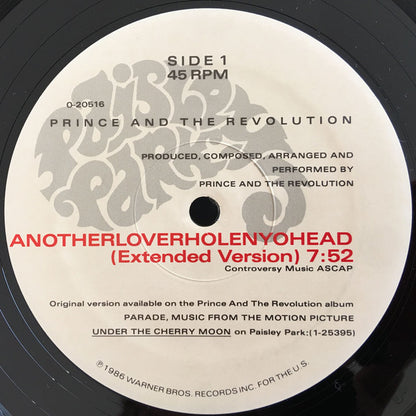 SIDE 1
45 RPM
0-20516
PRINCE AND THE REVOLUTION
Paisley
Park
PRODUCED, COMPOSED, ARRANGED AND
PERFORMED BY
PRINCE AND THE REVOLUTION
ANOTHERLOVERHOLENYOHEAD
(Extended Version) 7:52
Controversy Music ASCAP
Original version available on the Prince And The Revolution album
PARADE, MUSIC FROM THE MOTION PICTURE
UNDER THE CHERRY MOON on Paisley Park:(1-25395)
℗1986 WARNER BROS. RECORDS INC. FOR THE U.S.